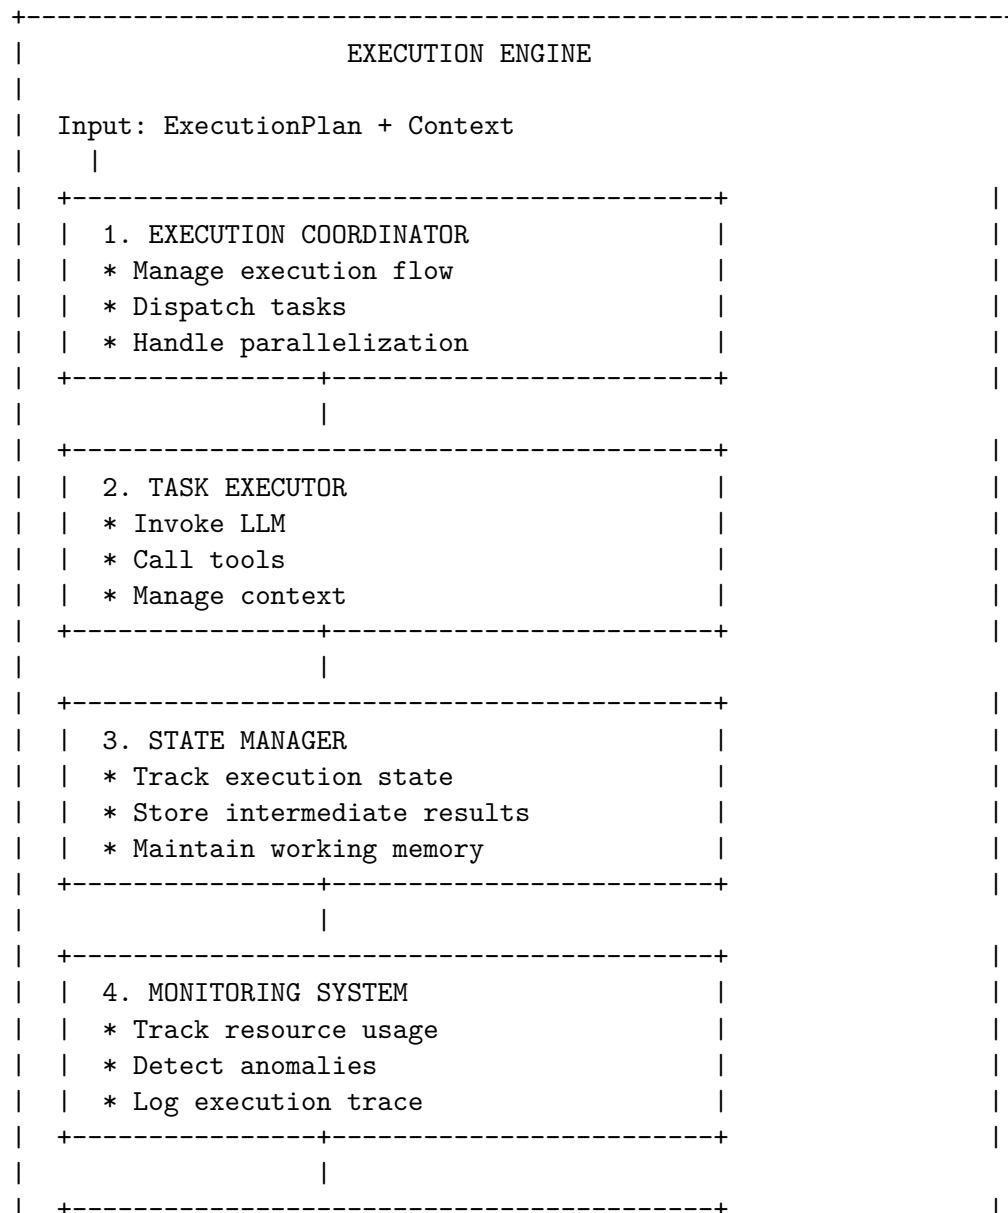 EXECUTION ENGINE
Input: ExecutionPlan + Context
1. EXECUTION COORDINATOR
* Manage execution flow
* Dispatch tasks
* Handle parallelization
2. TASK EXECUTOR
* Invoke LLM
* Call tools
* Manage context
3. STATE MANAGER
* Track execution state
* Store intermediate results
* Maintain working memory
4. MONITORING SYSTEM
* Track resource usage
* Detect anomalies
* Log execution trace